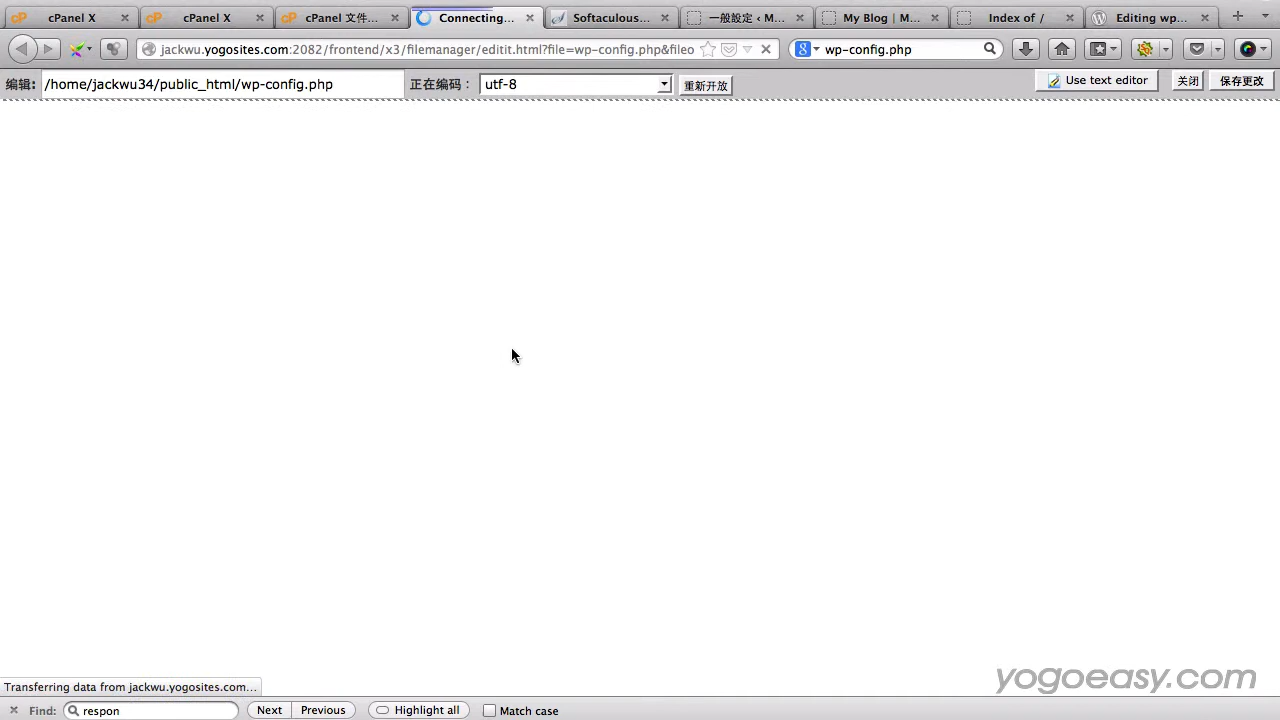 cPanel X
cPanel X
cPanel 文件...
Connecting...
Softaculous...
一般設定 ‹ M...
My Blog | M...
Index of /
Editing wp...
jackwu.yogosites.com:2082/frontend/x3/filemanager/editit.html?file=wp-config.php&fileo
wp-config.php
编辑:
/home/jackwu34/public_html/wp-config.php
正在编码：
utf-8
重新开放
Use text editor
关闭
保存更改
yogoeasy.com
Transferring data from jackwu.yogosites.com...
Find:
respon
Next
Previous
Highlight all
Match case